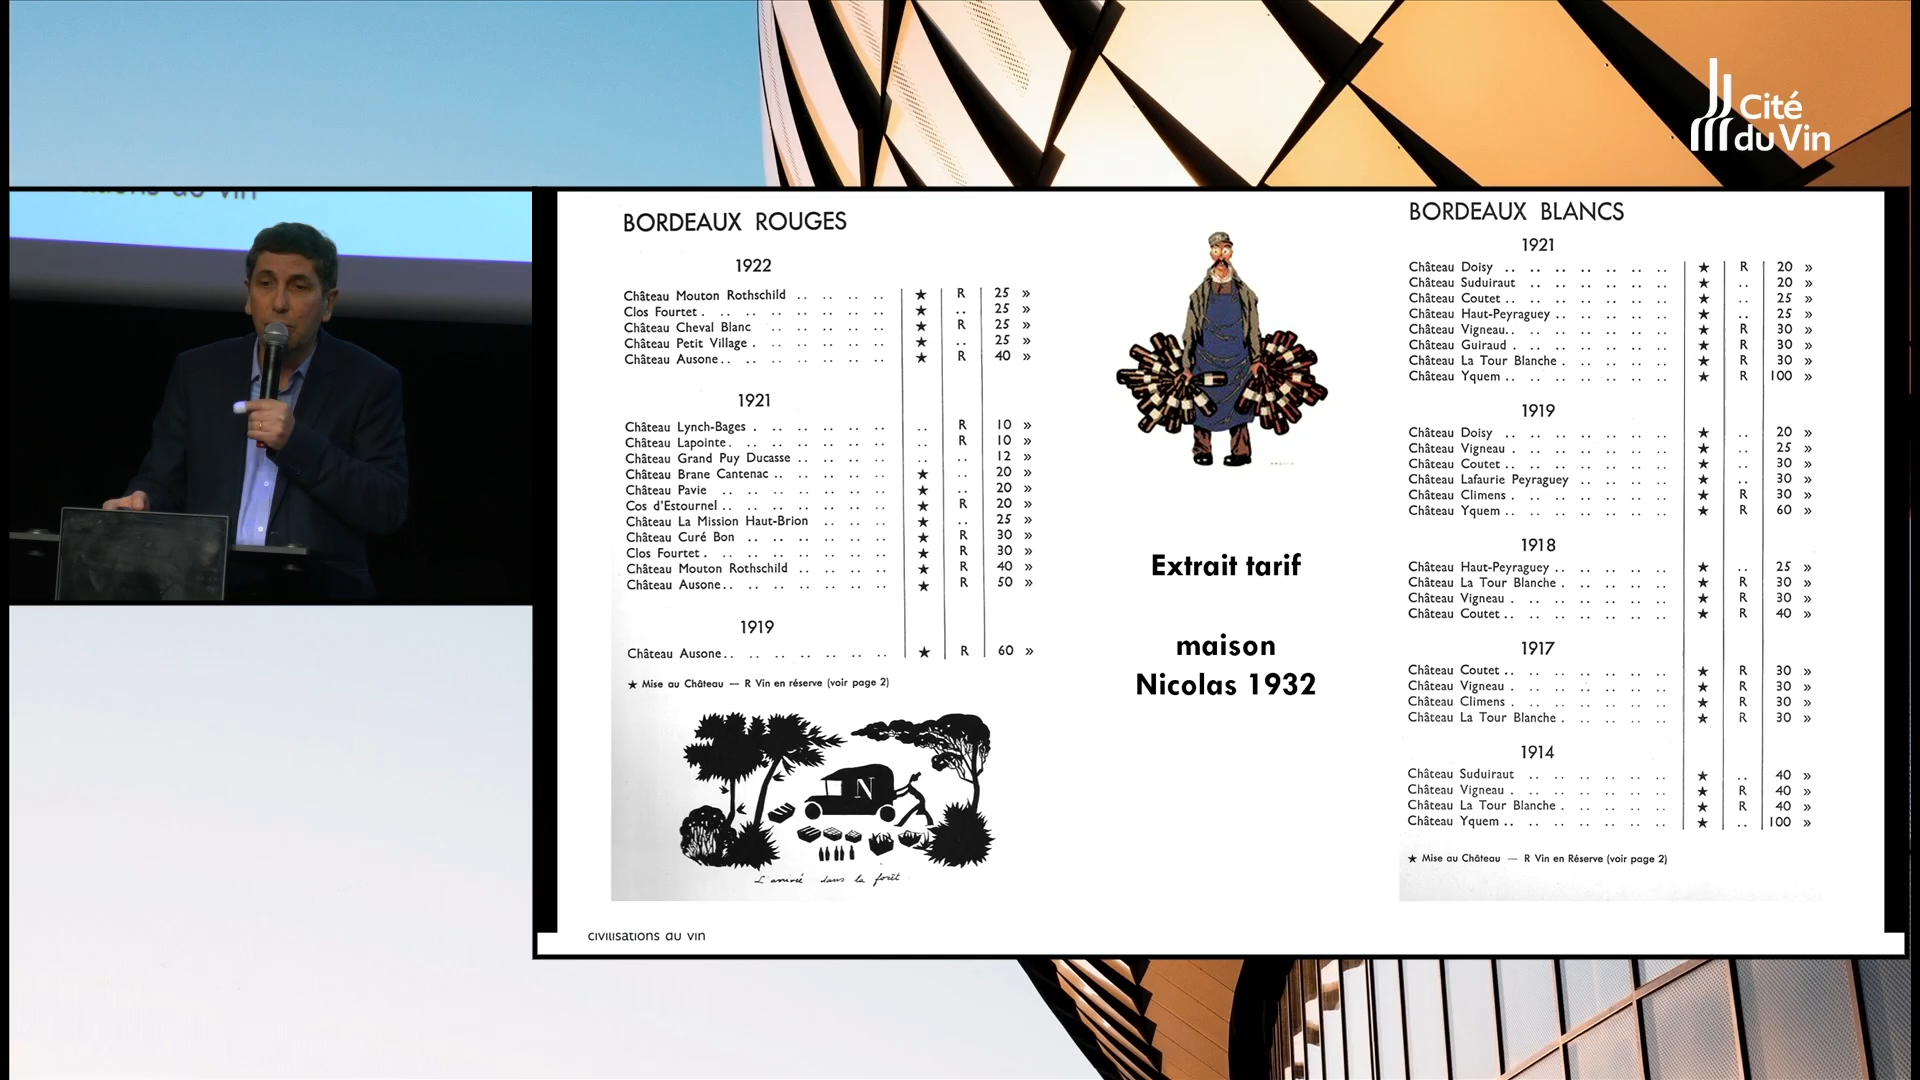 Cité
du Vin
BORDEAUX ROUGES
1922
Château Mouton Rothschild .. .. .. .. ★ R 25 »
Clos Fourtet . .. .. .. .. .. .. .. ★ .. 25 »
Château Cheval Blanc .. .. .. .. .. ★ R 25 »
Château Petit Village . .. .. .. .. .. ★ .. 25 »
Château Ausone .. .. .. .. .. .. .. ★ R 40 »
1921
Château Lynch-Bages . .. .. .. .. .. .. R 10 »
Château Lapointe . .. .. .. .. .. .. .. R 10 »
Château Grand Puy Ducasse .. .. .. .. .. .. 12 »
Château Brane Cantenac .. .. .. .. .. ★ .. 20 »
Château Pavie .. .. .. .. .. .. .. ★ .. 20 »
Cos d'Estournel .. .. .. .. .. .. .. ★ R 20 »
Château La Mission Haut-Brion .. .. .. ★ .. 25 »
Château Curé Bon .. .. .. .. .. .. ★ R 30 »
Clos Fourtet . .. .. .. .. .. .. .. ★ R 30 »
Château Mouton Rothschild .. .. .. .. ★ R 40 »
Château Ausone .. .. .. .. .. .. .. ★ R 50 »
1919
Château Ausone .. .. .. .. .. .. .. ★ R 60 »
★ Mise au Château — R Vin en réserve (voir page 2)
N
L'arrivée dans la forêt
Extrait tarif
maison
Nicolas 1932
BORDEAUX BLANCS
1921
Château Doisy .. .. .. .. .. .. .. ★ R 20 »
Château Suduiraut .. .. .. .. .. .. ★ .. 20 »
Château Coutet .. .. .. .. .. .. .. ★ .. 25 »
Château Haut-Peyraguey .. .. .. .. .. ★ .. 25 »
Château Vigneau .. .. .. .. .. .. .. ★ R 30 »
Château Guiraud . .. .. .. .. .. .. ★ R 30 »
Château La Tour Blanche . .. .. .. .. ★ R 30 »
Château Yquem .. .. .. .. .. .. .. ★ R 100 »
1919
Château Doisy .. .. .. .. .. .. .. ★ .. 20 »
Château Vigneau . .. .. .. .. .. .. ★ .. 25 »
Château Coutet .. .. .. .. .. .. .. ★ .. 30 »
Château Lafaurie Peyraguey .. .. .. .. ★ .. 30 »
Château Climens . .. .. .. .. .. .. ★ R 30 »
Château Yquem .. .. .. .. .. .. .. ★ R 60 »
1918
Château Haut-Peyraguey .. .. .. .. .. ★ .. 25 »
Château La Tour Blanche . .. .. .. .. ★ R 30 »
Château Vigneau . .. .. .. .. .. .. ★ R 30 »
Château Coutet .. .. .. .. .. .. .. ★ R 40 »
1917
Château Coutet .. .. .. .. .. .. .. ★ R 30 »
Château Vigneau . .. .. .. .. .. .. ★ R 30 »
Château Climens . .. .. .. .. .. .. ★ R 30 »
Château La Tour Blanche . .. .. .. .. ★ R 30 »
1914
Château Suduiraut .. .. .. .. .. .. ★ .. 40 »
Château Vigneau . .. .. .. .. .. .. ★ R 40 »
Château La Tour Blanche . .. .. .. .. ★ R 40 »
Château Yquem .. .. .. .. .. .. .. ★ .. 100 »
★ Mise au Château — R Vin en Réserve (voir page 2)
civilisations du vin